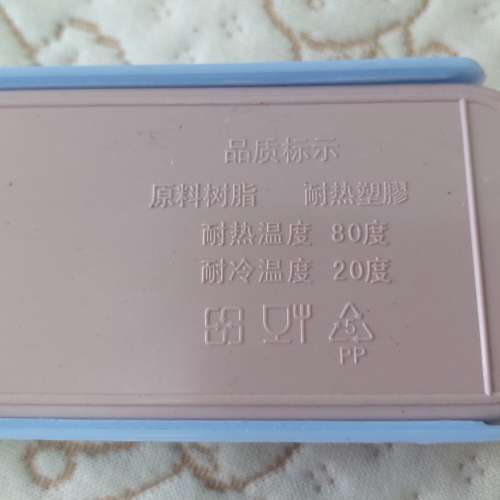 品质标示
原料树脂 耐热塑膠
耐热温度 80度
耐冷温度 20度
5
PP